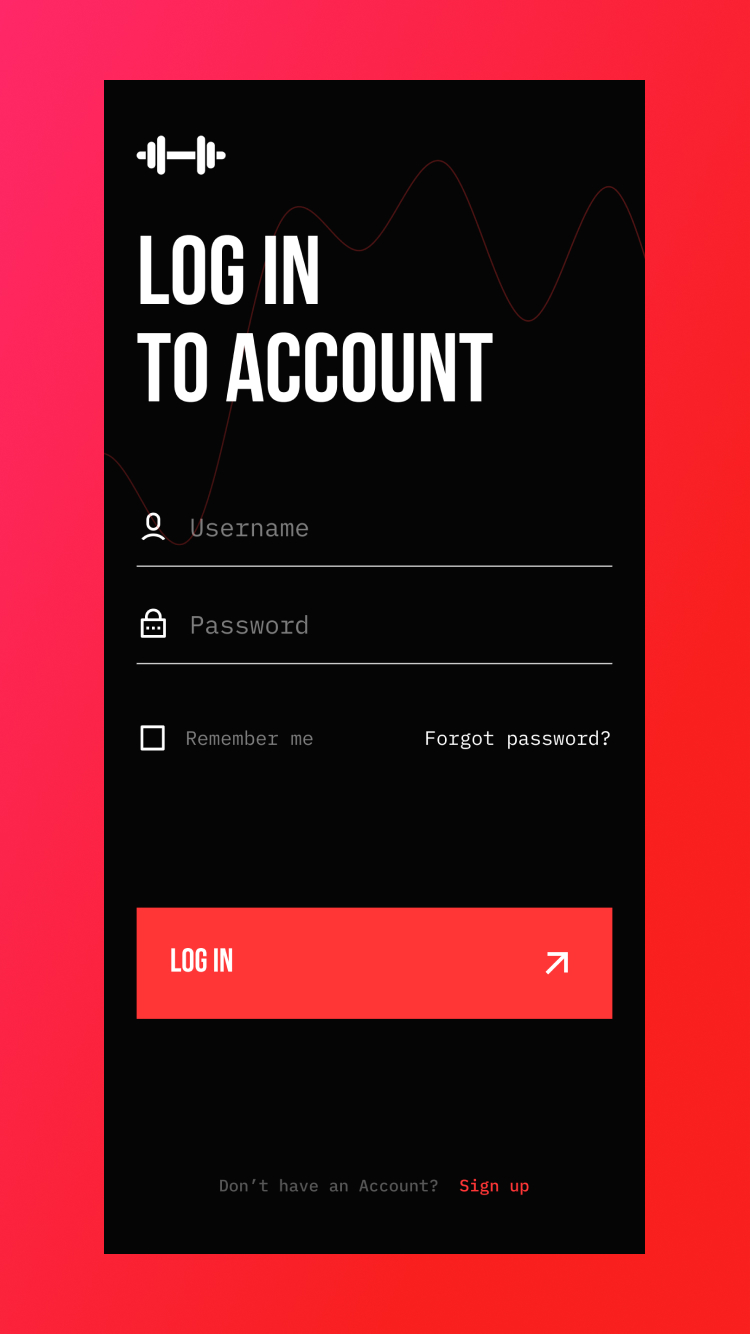 LOG IN
TO ACCOUNT
Username
Password
Remember me Forgot password?
LOG IN
Don’t have an Account? Sign up